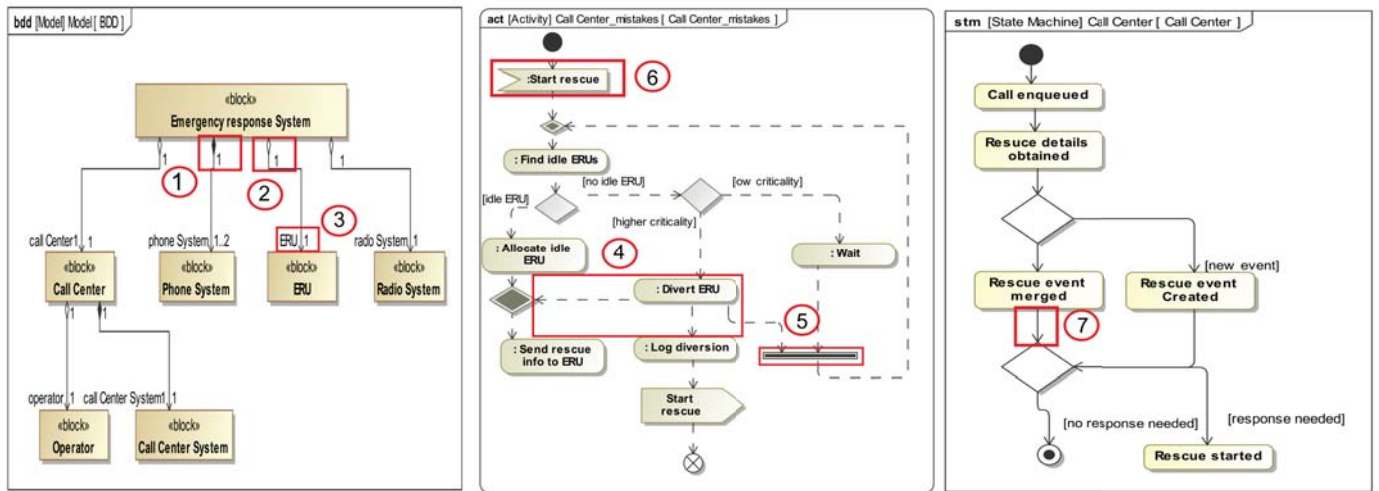 bdd [Model] Model [ BDD ]
«block»
Emergency response System
1
1
1
1
1
2
3
call Center1
1
phone System
1..2
ERU
1
rado System
1
«block»
Call Center
«block»
Phone System
«block»
ERU
«block»
Radio System
1
1
operator
1
call Center System1
1
«block»
Operator
«block»
Call Center System
act [Activity] Call Center_mistakes [ Call Center_mistakes ]
:Start rescue
6
: Find idle ERUs
[no idle ERU]
[ow criticality]
[idle ERU]
[higher criticality]
: Allocate idle
ERU
4
: Wait
: Divert ERU
5
: Send rescue
info to ERU
: Log diversion
Start
rescue
stm [State Machine] Call Center [ Call Center ]
Call enqueued
Resuce details
obtained
[new event]
Rescue event
merged
Rescue event
Created
7
[no response needed]
[response needed]
Rescue started